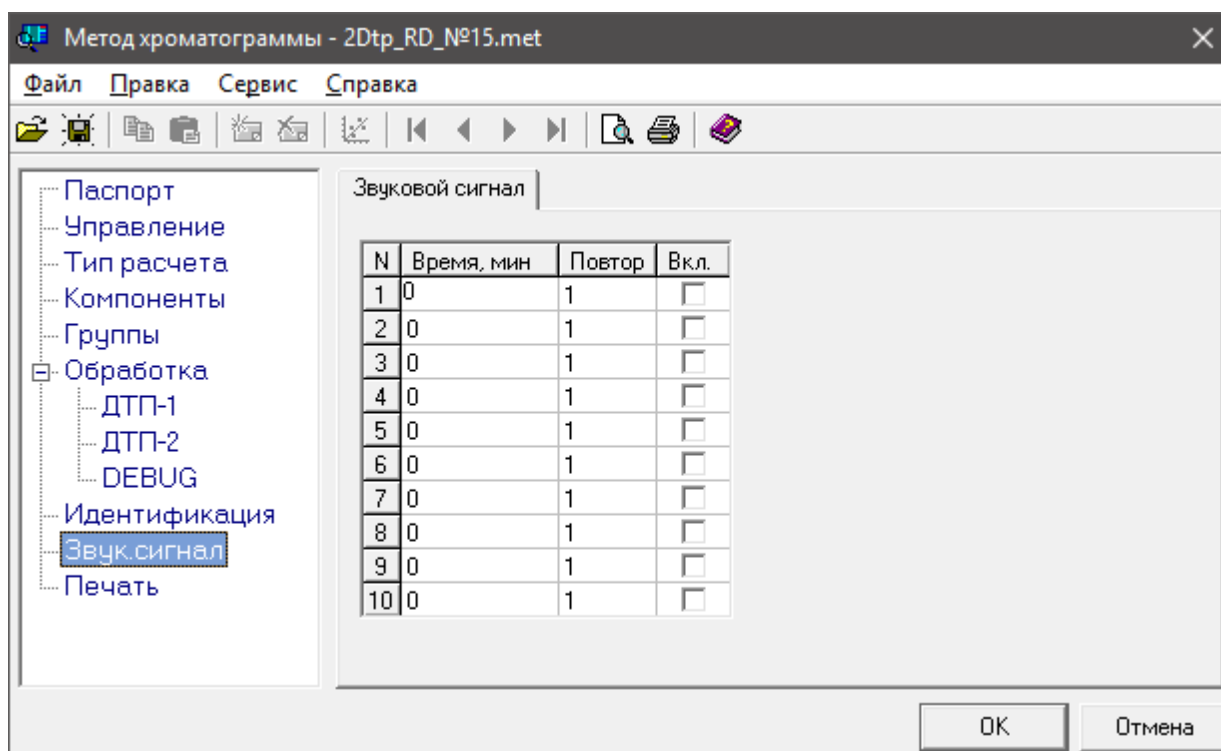 Метод хроматограммы - 2Dtp_RD_№15.met
Файл Правка Сервис Справка
Паспорт
Управление
Тип расчета
Компоненты
Группы
Обработка
ДТП-1
ДТП-2
DEBUG
Идентификация
Звук.сигнал
Печать
Звуковой сигнал
N Время, мин Повтор Вкл.
1 0 1
2 0 1
3 0 1
4 0 1
5 0 1
6 0 1
7 0 1
8 0 1
9 0 1
10 0 1
OK Отмена